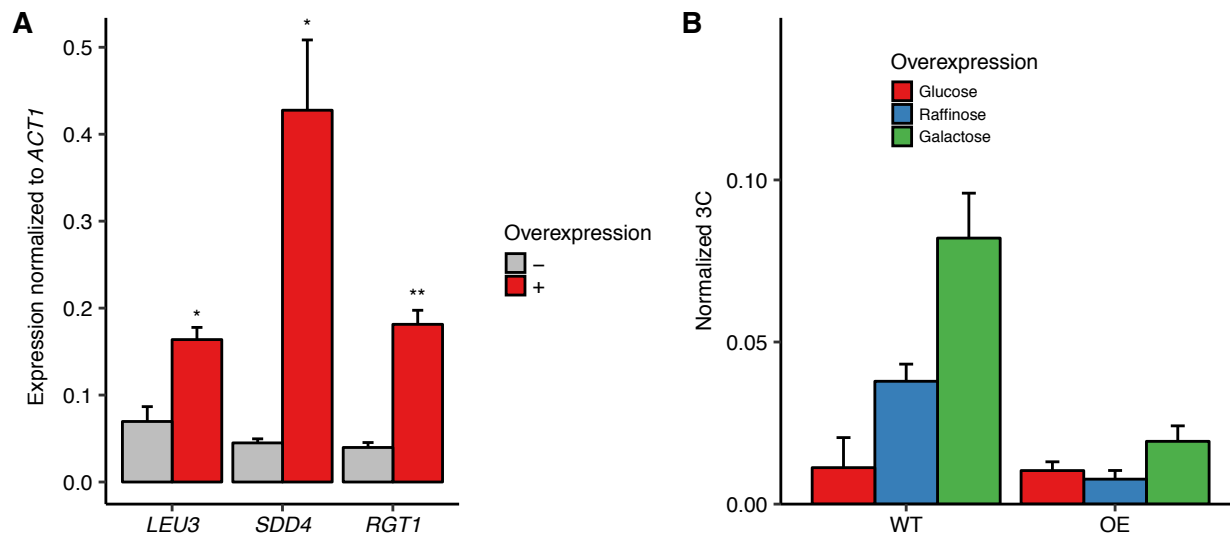 A
Expression normalized to ACT1
0.5
0.4
0.3
0.2
0.1
0.0
*
*
**
LEU3
SDD4
RGT1
Overexpression
–
+
B
Normalized 3C
0.10
0.05
0.00
Overexpression
Glucose
Raffinose
Galactose
WT
OE